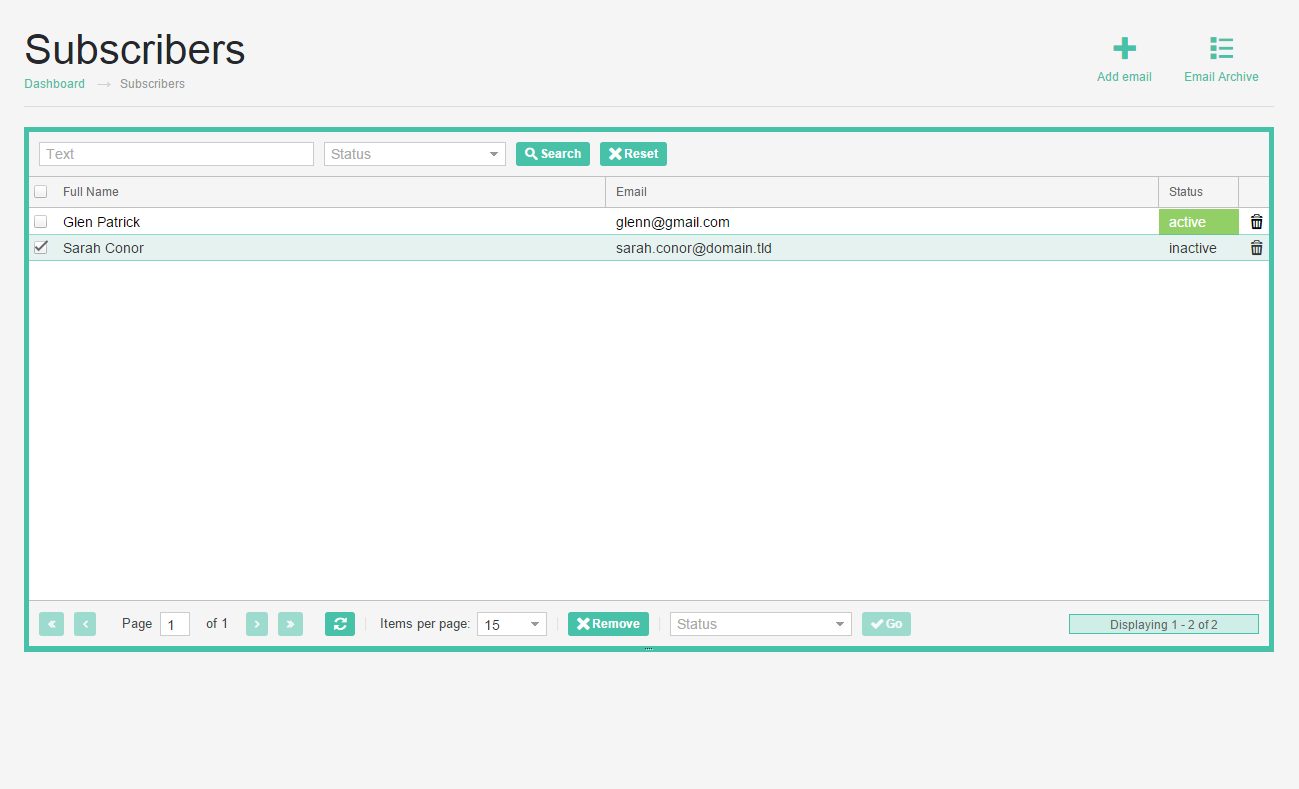 Subscribers
Dashboard → Subscribers
Add email
Email Archive
Text
Status
Search
Reset
Full Name
Email
Status
Glen Patrick
glenn@gmail.com
active
Sarah Conor
sarah.conor@domain.tld
inactive
Page 1 of 1
Items per page: 15
Remove
Status
Go
Displaying 1 - 2 of 2